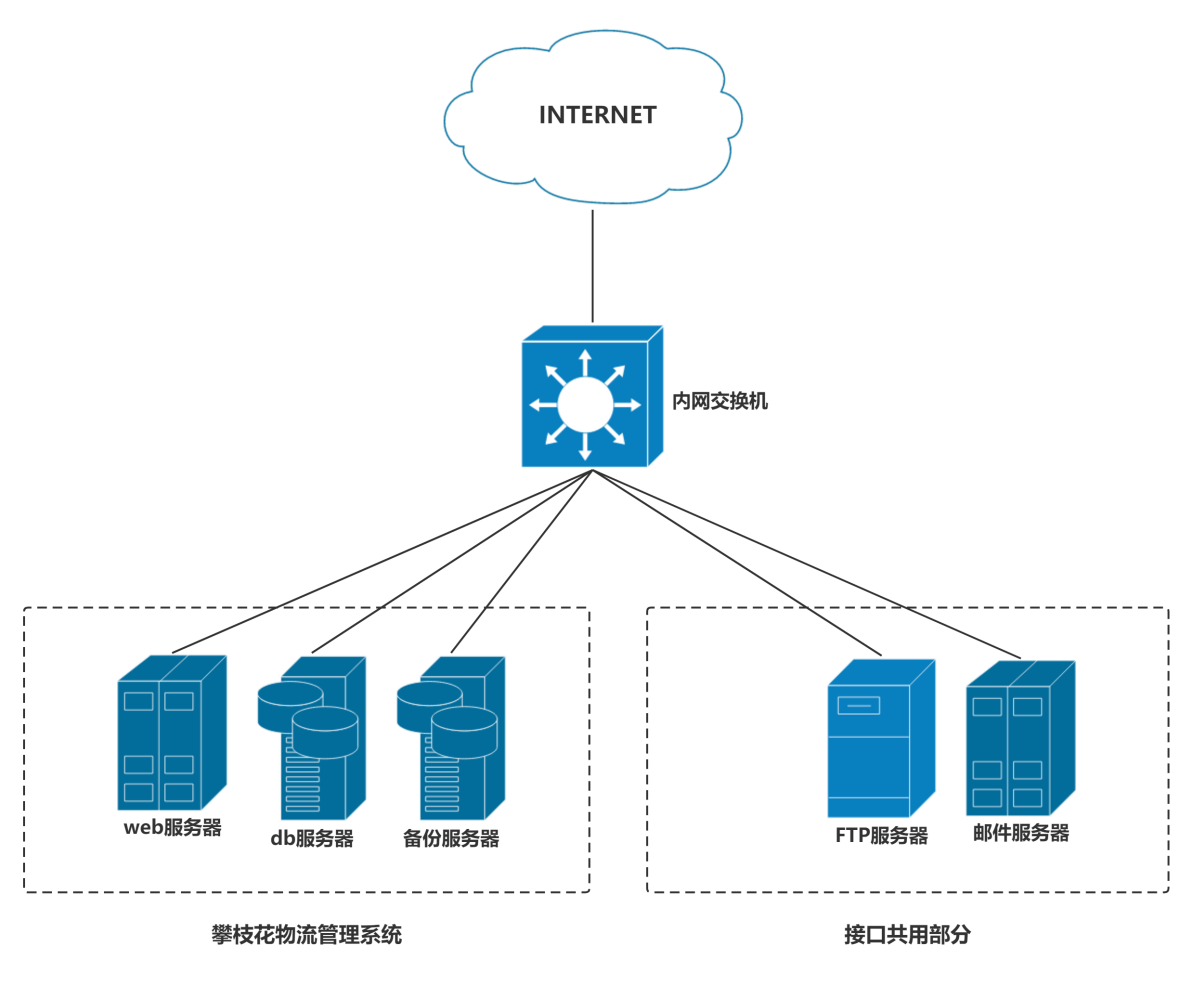 INTERNET
内网交换机
web服务器
db服务器
备份服务器
FTP服务器
邮件服务器
攀枝花物流管理系统
接口共用部分